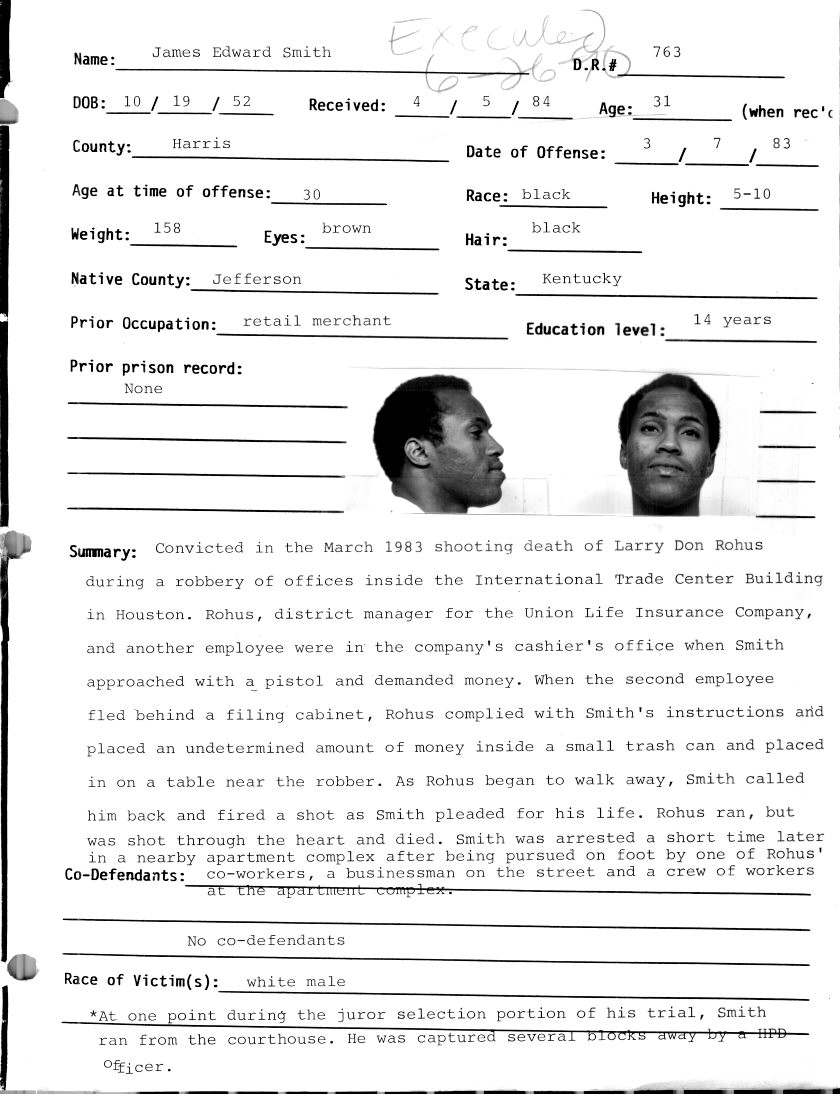 Executed
6-26-90
Name: James Edward Smith D.R.# 763
DOB: 10 / 19 / 52 Received: 4 / 5 / 84 Age: 31 (when rec'd
County: Harris Date of Offense: 3 / 7 / 83
Age at time of offense: 30 Race: black Height: 5-10
Weight: 158 Eyes: brown Hair: black
Native County: Jefferson State: Kentucky
Prior Occupation: retail merchant Education level: 14 years
Prior prison record:
None
Summary: Convicted in the March 1983 shooting death of Larry Don Rohus
during a robbery of offices inside the International Trade Center Building
in Houston. Rohus, district manager for the Union Life Insurance Company,
and another employee were in the company's cashier's office when Smith
approached with a pistol and demanded money. When the second employee
fled behind a filing cabinet, Rohus complied with Smith's instructions and
placed an undetermined amount of money inside a small trash can and placed
in on a table near the robber. As Rohus began to walk away, Smith called
him back and fired a shot as Smith pleaded for his life. Rohus ran, but
was shot through the heart and died. Smith was arrested a short time later
in a nearby apartment complex after being pursued on foot by one of Rohus'
Co-Defendants: co-workers, a businessman on the street and a crew of workers
at the apartment complex.
No co-defendants
Race of Victim(s): white male
*At one point during the juror selection portion of his trial, Smith
ran from the courthouse. He was captured several blocks away by a HPD
officer.